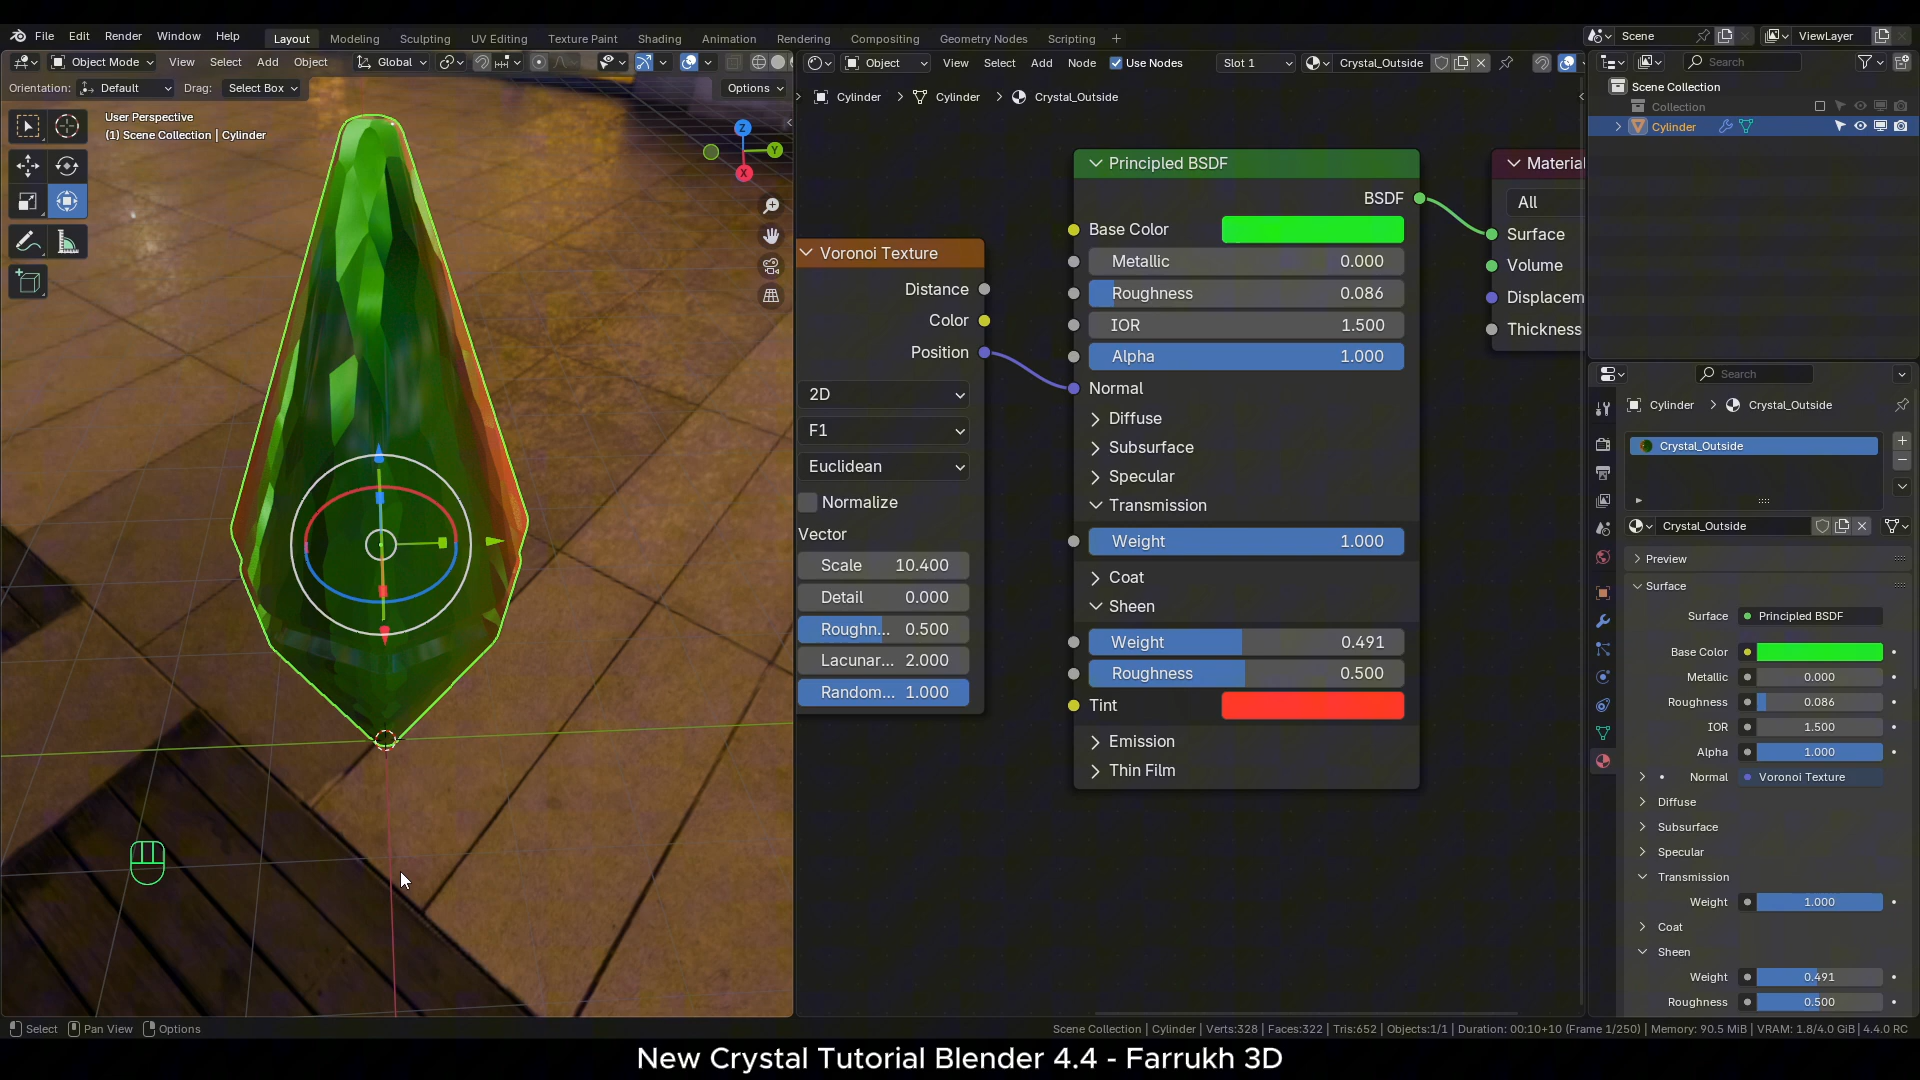 File Edit Render Window Help
Layout Modeling Sculpting UV Editing Texture Paint Shading Animation Rendering Compositing Geometry Nodes Scripting +
Scene ViewLayer
Object Mode View Select Add Object Global
Object View Select Add Node Use Nodes Slot 1 Crystal_Outside
Search
Orientation: Default Drag: Select Box Options
Cylinder > Cylinder > Crystal_Outside
Scene Collection
Collection
Cylinder
User Perspective
(1) Scene Collection | Cylinder
Z
Y
X
Voronoi Texture
Distance
Color
Position
2D
F1
Euclidean
Normalize
Vector
Scale 10.400
Detail 0.000
Roughn... 0.500
Lacunar... 2.000
Random... 1.000
Principled BSDF
BSDF
Base Color
Metallic 0.000
Roughness 0.086
IOR 1.500
Alpha 1.000
Normal
Diffuse
Subsurface
Specular
Transmission
Weight 1.000
Coat
Sheen
Weight 0.491
Roughness 0.500
Tint
Emission
Thin Film
Material
All
Surface
Volume
Displacem
Thickness
Search
Cylinder > Crystal_Outside
Crystal_Outside
Crystal_Outside
Preview
Surface
Surface Principled BSDF
Base Color
Metallic 0.000
Roughness 0.086
IOR 1.500
Alpha 1.000
Normal Voronoi Texture
Diffuse
Subsurface
Specular
Transmission
Weight 1.000
Coat
Sheen
Weight 0.491
Roughness 0.500
Select Pan View Options
Scene Collection | Cylinder | Verts:328 | Faces:322 | Tris:652 | Objects:1/1 | Duration: 00:10+10 (Frame 1/250) | Memory: 90.5 MiB | VRAM: 1.8/4.0 GiB | 4.4.0 RC
New Crystal Tutorial Blender 4.4 - Farrukh 3D